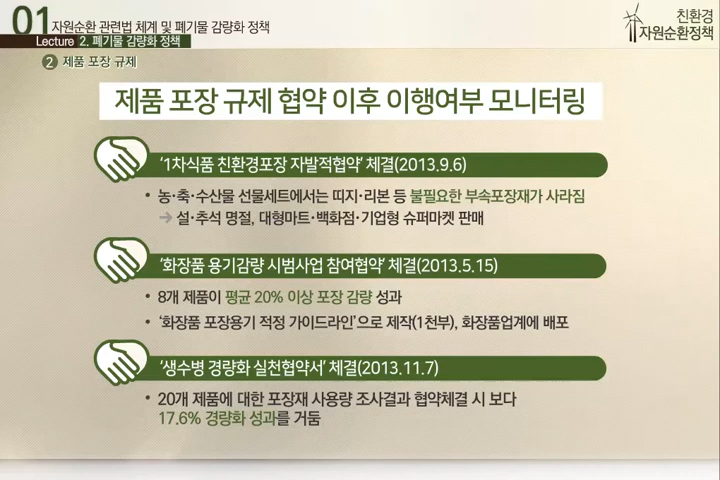 01 자원순환 관련법 체계 및 폐기물 감량화 정책
Lecture 2. 폐기물 감량화 정책
2 제품 포장 규제
친환경
자원순환정책
제품 포장 규제 협약 이후 이행여부 모니터링
‘1차식품 친환경포장 자발적협약’ 체결(2013.9.6)
• 농·축·수산물 선물세트에서는 띠지·리본 등 불필요한 부속포장재가 사라짐
→ 설·추석 명절, 대형마트·백화점·기업형 슈퍼마켓 판매
‘화장품 용기감량 시범사업 참여협약’ 체결(2013.5.15)
• 8개 제품이 평균 20% 이상 포장 감량 성과
• ‘화장품 포장용기 적정 가이드라인’으로 제작(1천부), 화장품업계에 배포
‘생수병 경량화 실천협약서’ 체결(2013.11.7)
• 20개 제품에 대한 포장재 사용량 조사결과 협약체결 시 보다
17.6% 경량화 성과를 거둠